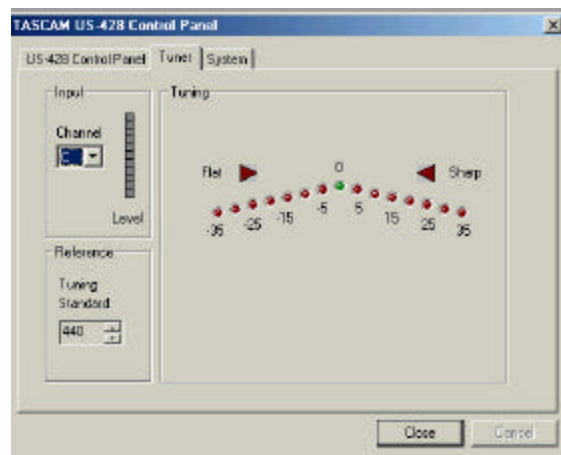 TASCAM US-428 Control Panel
US-428 Control Panel Tuner System
Input
Channel
Level
Reference
Tuning
Standard
440
Tuning
Flat 0 Sharp
-35 -25 -15 -5 5 15 25 35
Close Cancel